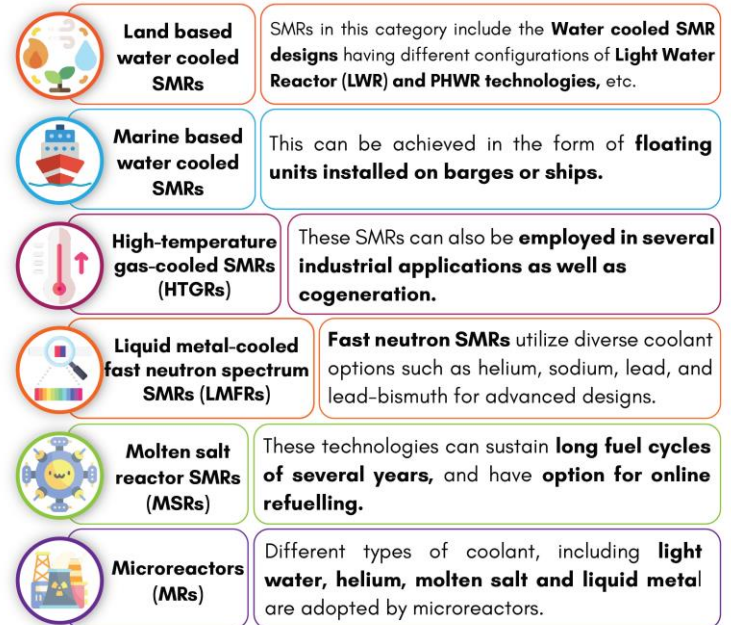 Land based
water cooled
SMRs
SMRs in this category include the Water cooled SMR
designs having different configurations of Light Water
Reactor (LWR) and PHWR technologies, etc.
Marine based
water cooled
SMRs
This can be achieved in the form of floating
units installed on barges or ships.
High-temperature
gas-cooled SMRs
(HTGRs)
These SMRs can also be employed in several
industrial applications as well as
cogeneration.
Liquid metal-cooled
fast neutron spectrum
SMRs (LMFRs)
Fast neutron SMRs utilize diverse coolant
options such as helium, sodium, lead, and
lead-bismuth for advanced designs.
Molten salt
reactor SMRs
(MSRs)
These technologies can sustain long fuel cycles
of several years, and have option for online
refuelling.
Microreactors
(MRs)
Different types of coolant, including light
water, helium, molten salt and liquid metal
are adopted by microreactors.